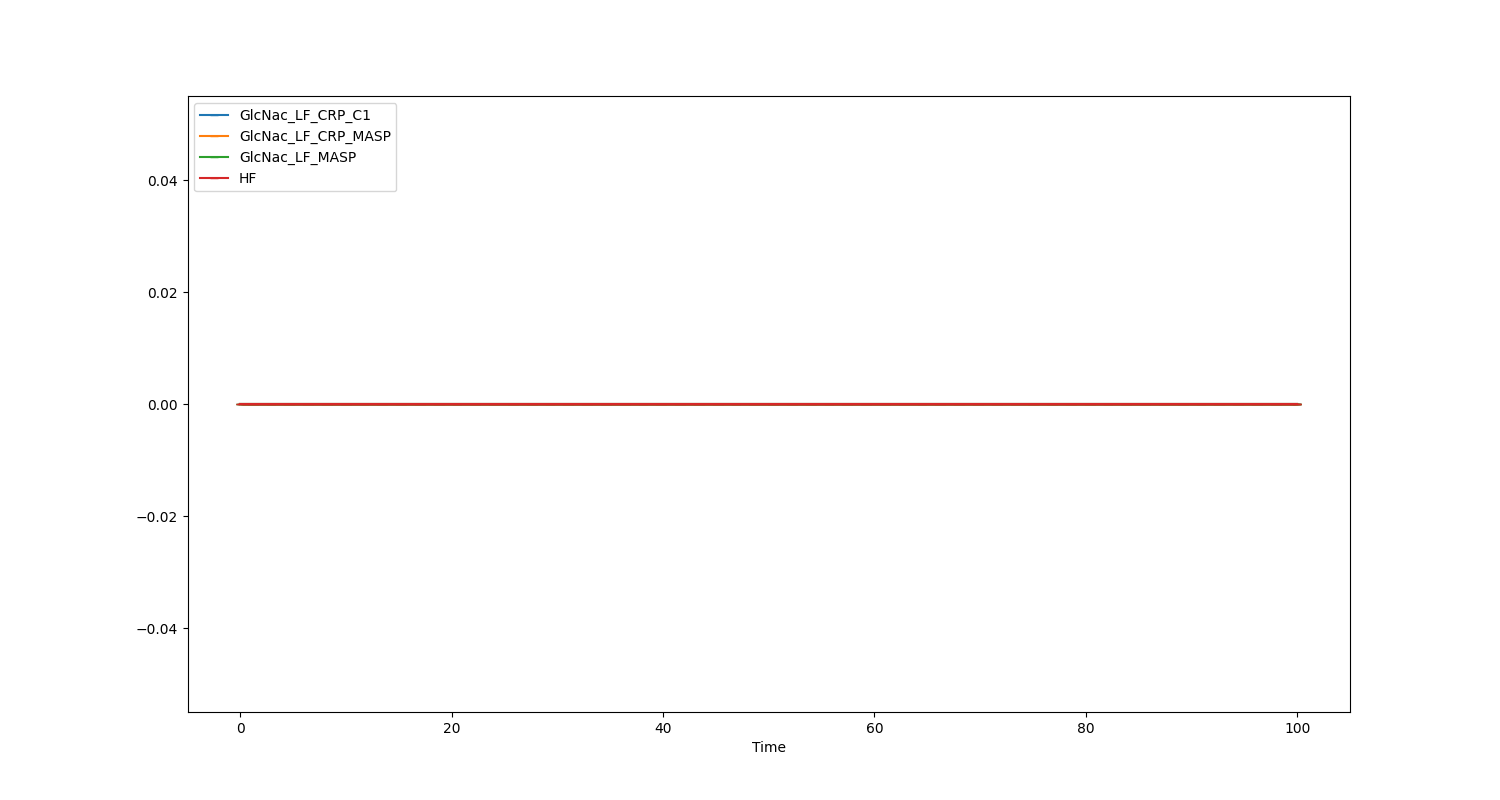 GlcNac_LF_CRP_C1
GlcNac_LF_CRP_MASP
GlcNac_LF_MASP
HF
0.04
0.02
0.00
−0.02
−0.04
0 20 40 60 80 100
Time